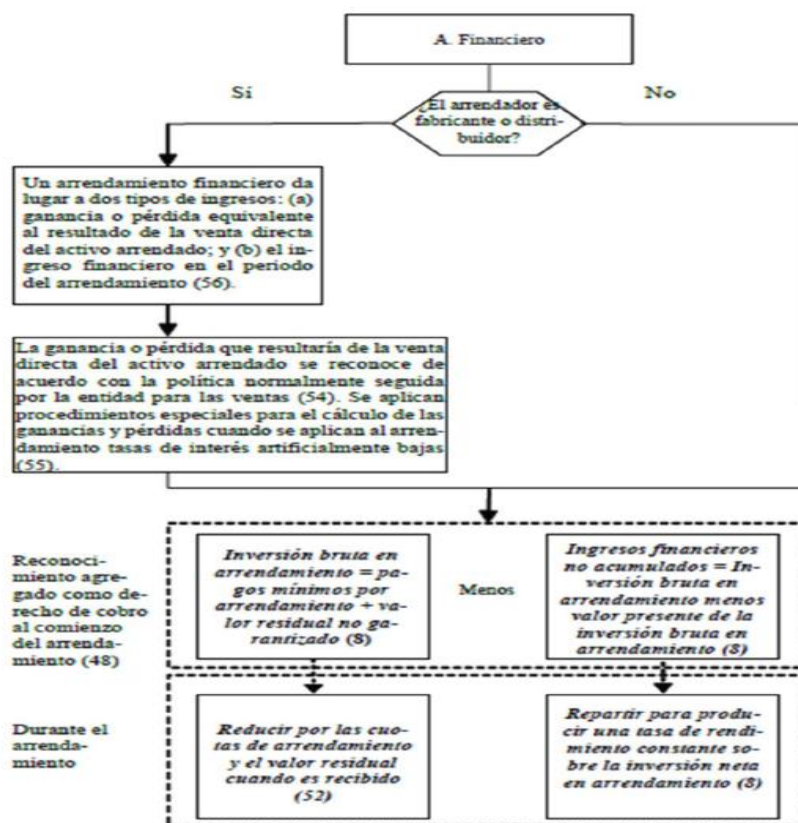 A. Financiero
Sí
No
¿El arrendador es
fabricante o distri-
buidor?
Un arrendamiento financiero da
lugar a dos tipos de ingresos: (a)
ganancia o pérdida equivalente
al resultado de la venta directa
del activo arrendado; y (b) el in-
greso financiero en el periodo
del arrendamiento (56).
La ganancia o pérdida que resultaría de la venta
directa del activo arrendado se reconoce de
acuerdo con la política normalmente seguida
por la entidad para las ventas (54). Se aplican
procedimientos especiales para el cálculo de las
ganancias y pérdidas cuando se aplican al arren-
damiento tasas de interés artificialmente bajas
(55).
Reconoci-
miento agre-
gado como de-
recho de cobro
al comienzo
del arrenda-
miento (48)
Inversión bruta en
arrendamiento = pa-
gos mínimos por
arrendamiento + va-
lor residual no ga-
rantizado (8)
Menos
Ingresos financieros
no acumulados = In-
versión bruta en
arrendamiento menos
valor presente de la
inversión bruta en
arrendamiento (8)
Durante el
arrenda-
miento
Reducir por las cuo-
tas de arrendamiento
y el valor residual
cuando es recibido
(52)
Repartir para produ-
cir una tasa de rendi-
miento constante so-
bre la inversión neta
en arrendamiento (8)